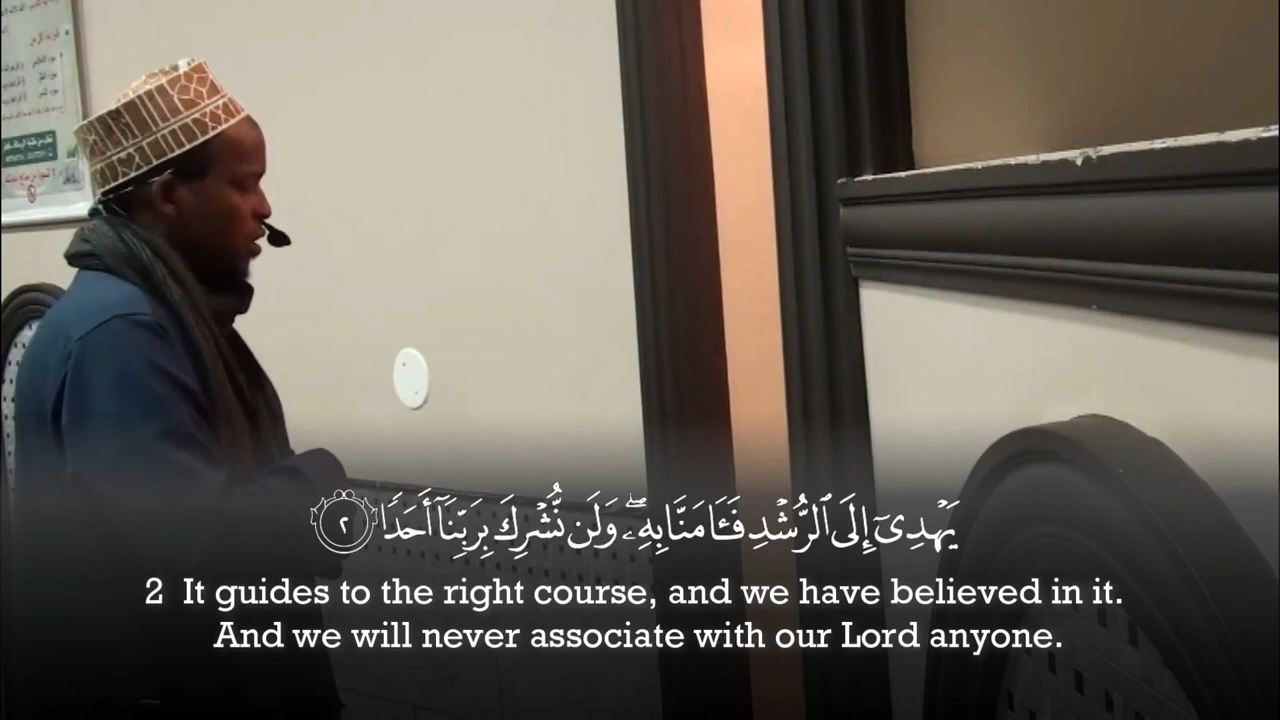 يَهْدِىٓ إِلَى ٱلرُّشْدِ فَـَٔامَنَّا بِهِۦ ۖ وَلَن نُّشْرِكَ بِرَبِّنَآ أَحَدًا ٢
2 It guides to the right course, and we have believed in it.
And we will never associate with our Lord anyone.